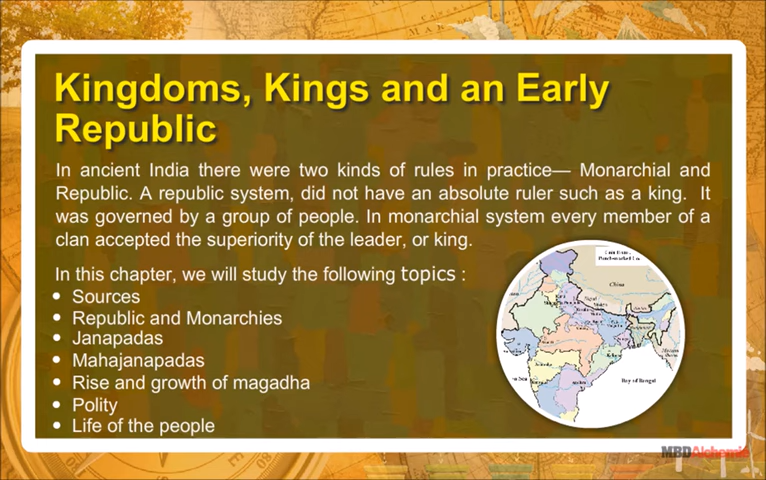 Kingdoms, Kings and an Early
Republic
In ancient India there were two kinds of rules in practice— Monarchial and
Republic. A republic system, did not have an absolute ruler such as a king. It
was governed by a group of people. In monarchial system every member of a
clan accepted the superiority of the leader, or king.
In this chapter, we will study the following topics :
• Sources
• Republic and Monarchies
• Janapadas
• Mahajanapadas
• Rise and growth of magadha
• Polity
• Life of the people
China
Nepal
Bay of Bengal
MBDAlchemie